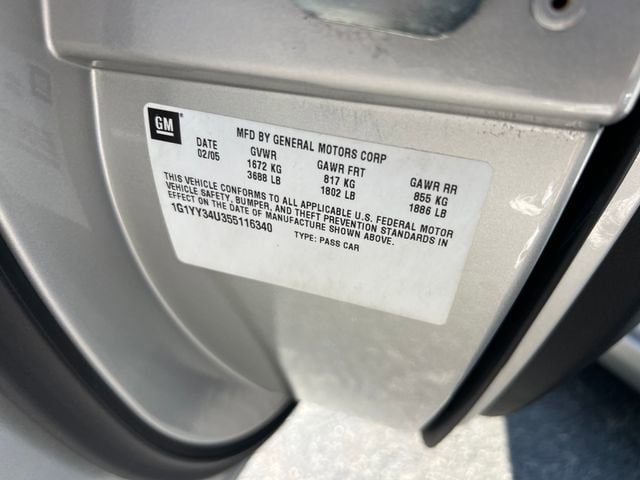 GM
MFD BY GENERAL MOTORS CORP
DATE GVWR GAWR FRT GAWR RR
02/05 1672 KG 817 KG 855 KG
3688 LB 1802 LB 1886 LB
THIS VEHICLE CONFORMS TO ALL APPLICABLE U.S. FEDERAL MOTOR
VEHICLE SAFETY, BUMPER, AND THEFT PREVENTION STANDARDS IN
EFFECT ON THE DATE OF MANUFACTURE SHOWN ABOVE.
1G1YY34U355116340 TYPE: PASS CAR